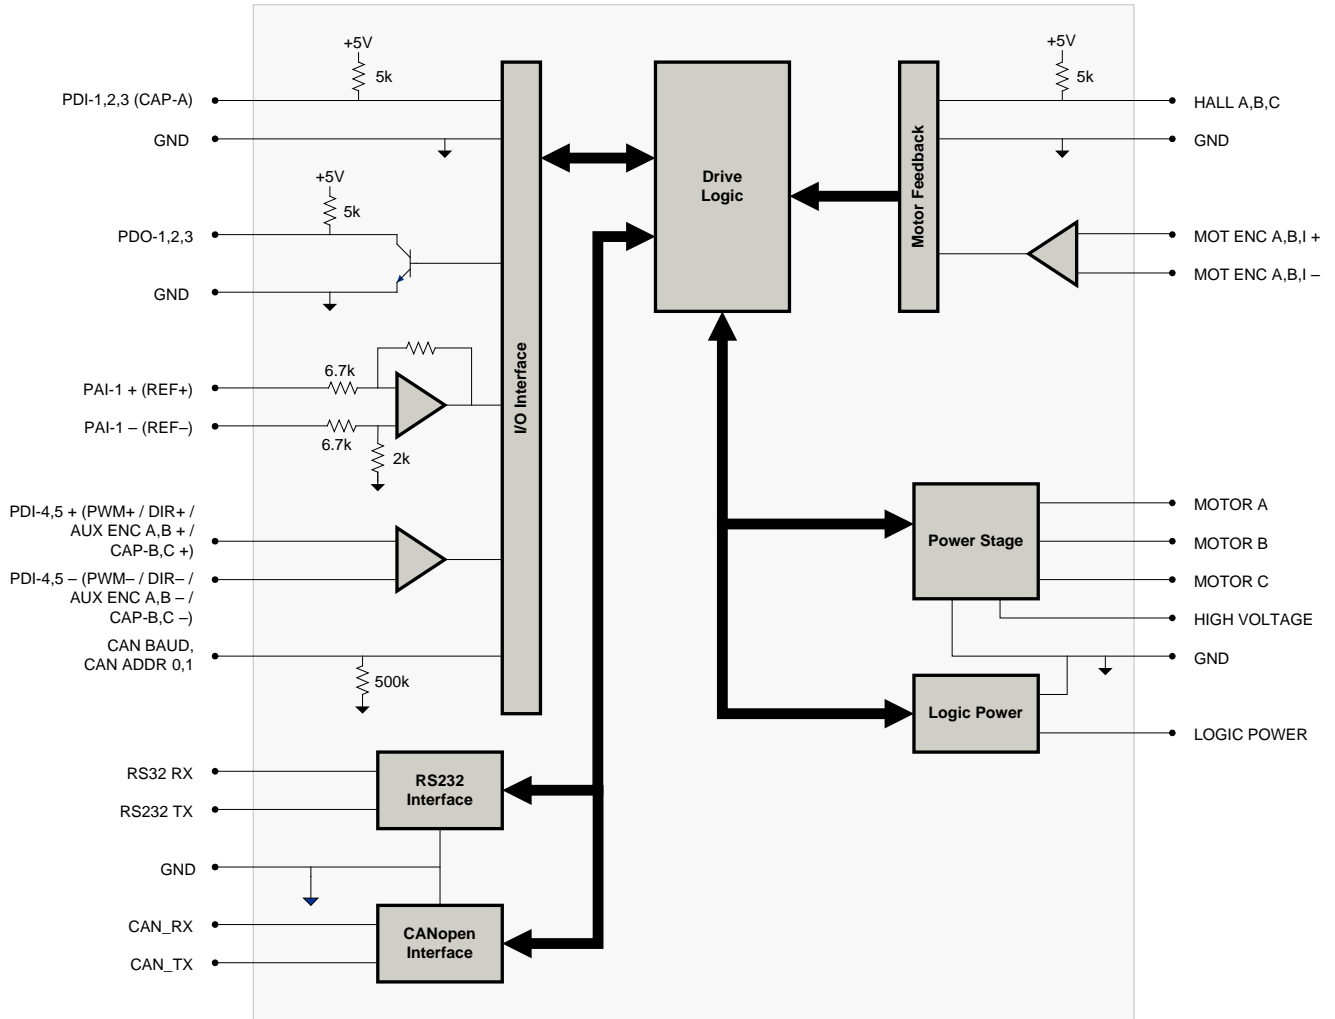 +5V
5k
PDI-1,2,3 (CAP-A)
GND
+5V
5k
PDO-1,2,3
GND
6.7k
PAI-1 + (REF+)
PAI-1 – (REF–)
6.7k
2k
PDI-4,5 + (PWM+ / DIR+ /
AUX ENC A,B + /
CAP-B,C +)
PDI-4,5 – (PWM– / DIR– /
AUX ENC A,B – /
CAP-B,C –)
CAN BAUD,
CAN ADDR 0,1
500k
I/O Interface
RS32 RX
RS232 TX
RS232
Interface
GND
CAN_RX
CAN_TX
CANopen
Interface
Drive
Logic
Motor Feedback
+5V
5k
HALL A,B,C
GND
MOT ENC A,B,I +
MOT ENC A,B,I –
Power Stage
MOTOR A
MOTOR B
MOTOR C
HIGH VOLTAGE
GND
Logic Power
LOGIC POWER